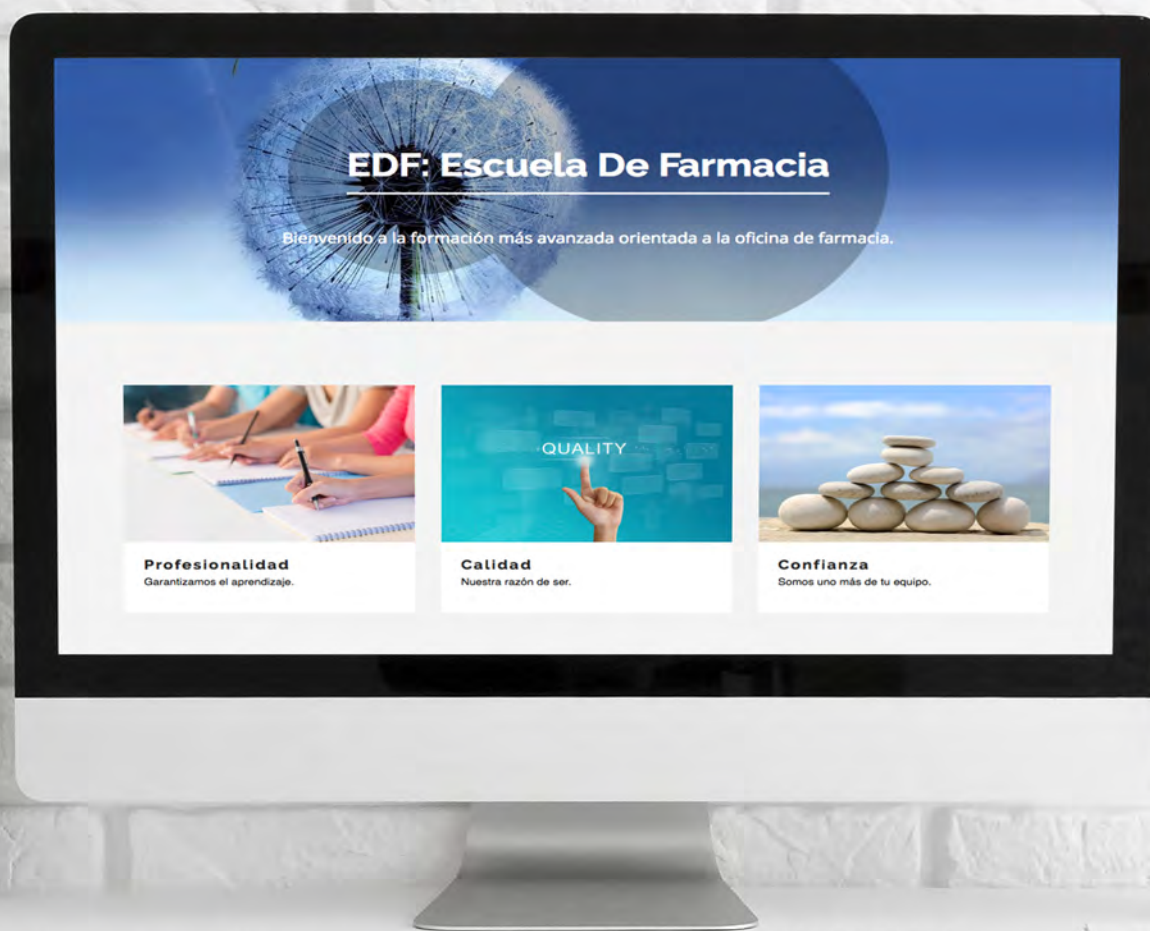 EDF: Escuela De Farmacia
Bienvenido a la formación más avanzada orientada a la oficina de farmacia.
QUALITY
Profesionalidad
Garantizamos el aprendizaje.
Calidad
Nuestra razón de ser.
Confianza
Somos uno más de tu equipo.